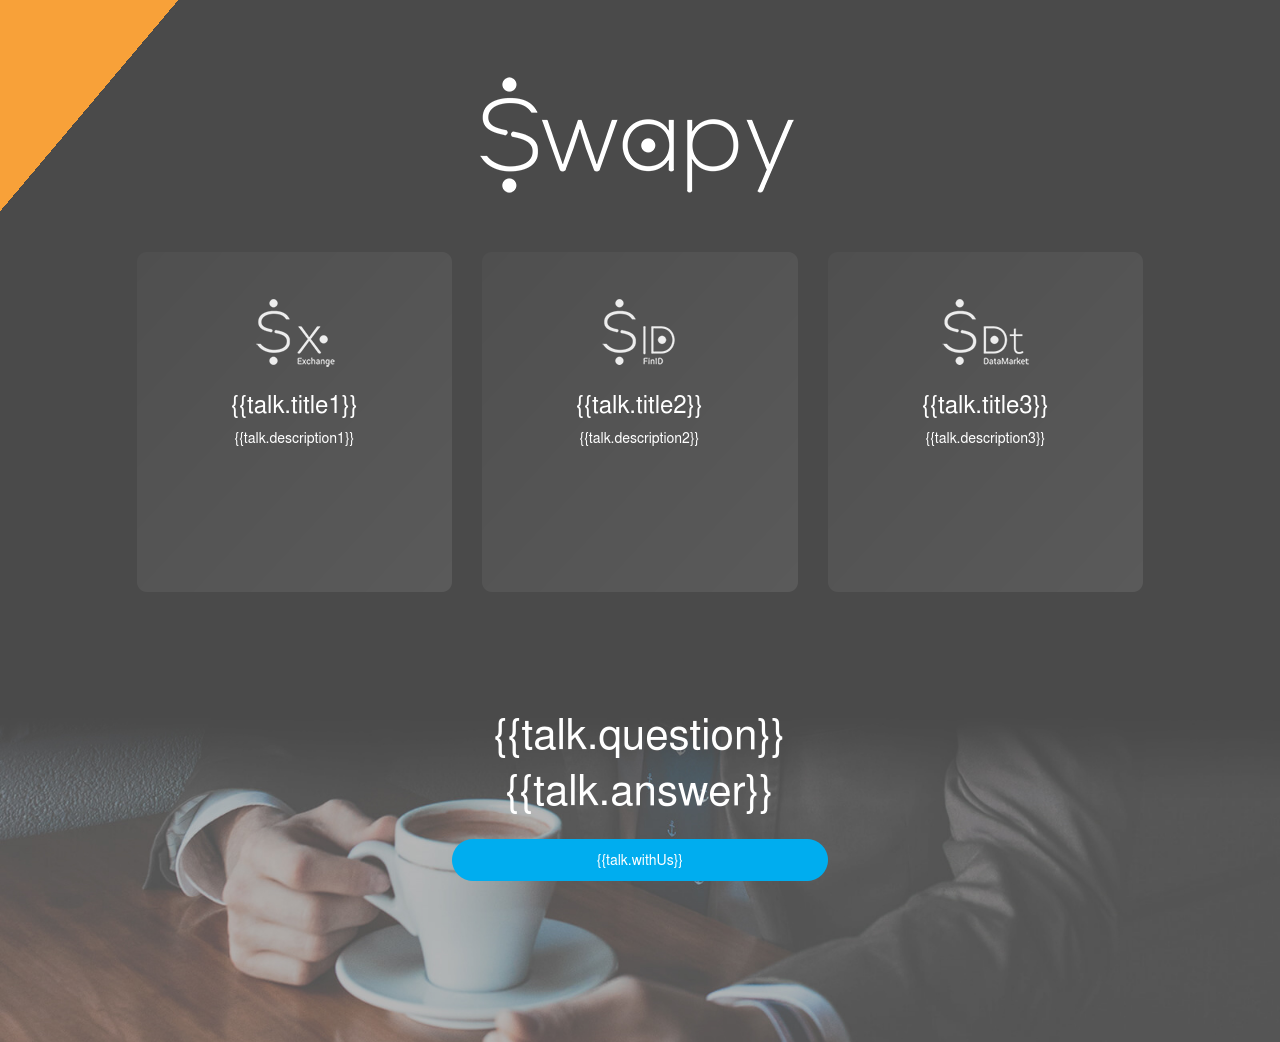 Swapy
Sx
Exchange
{{talk.title1}}
{{talk.description1}}
SID
FinID
{{talk.title2}}
{{talk.description2}}
SDt
DataMarket
{{talk.title3}}
{{talk.description3}}
{{talk.question}}
{{talk.answer}}
{{talk.withUs}}